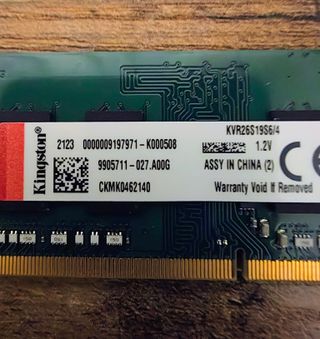 Kingston
2123 0000009197971-K000508
KVR26S19S6/4
1.2V
9905711-027.A00G
ASSY IN CHINA (2)
CKMK0462140
Warranty Void If Removed
CE